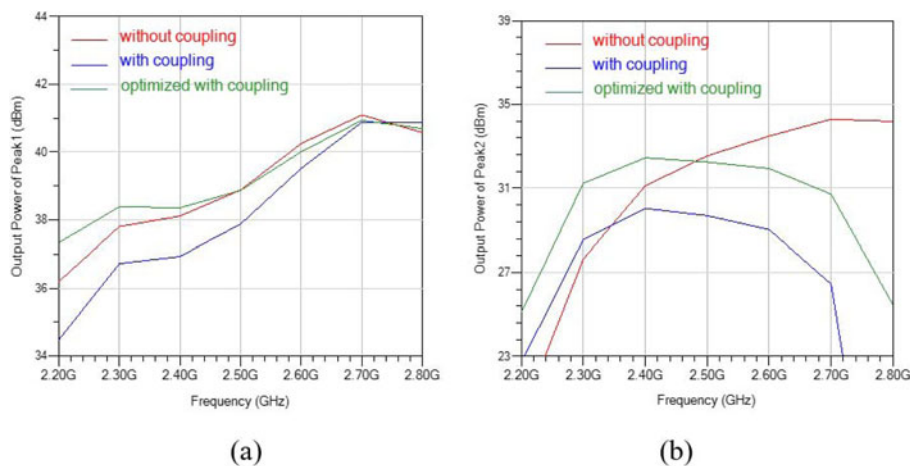 44
42
40
38
36
34
Output Power of Peak1 (dBm)
without coupling
with coupling
optimized with coupling
2.20G 2.30G 2.40G 2.50G 2.60G 2.70G 2.80G
Frequency (GHz)
(a)
39
35
31
27
23
Output Power of Peak2 (dBm)
without coupling
with coupling
optimized with coupling
2.20G 2.30G 2.40G 2.50G 2.60G 2.70G 2.80G
Frequency (GHz)
(b)